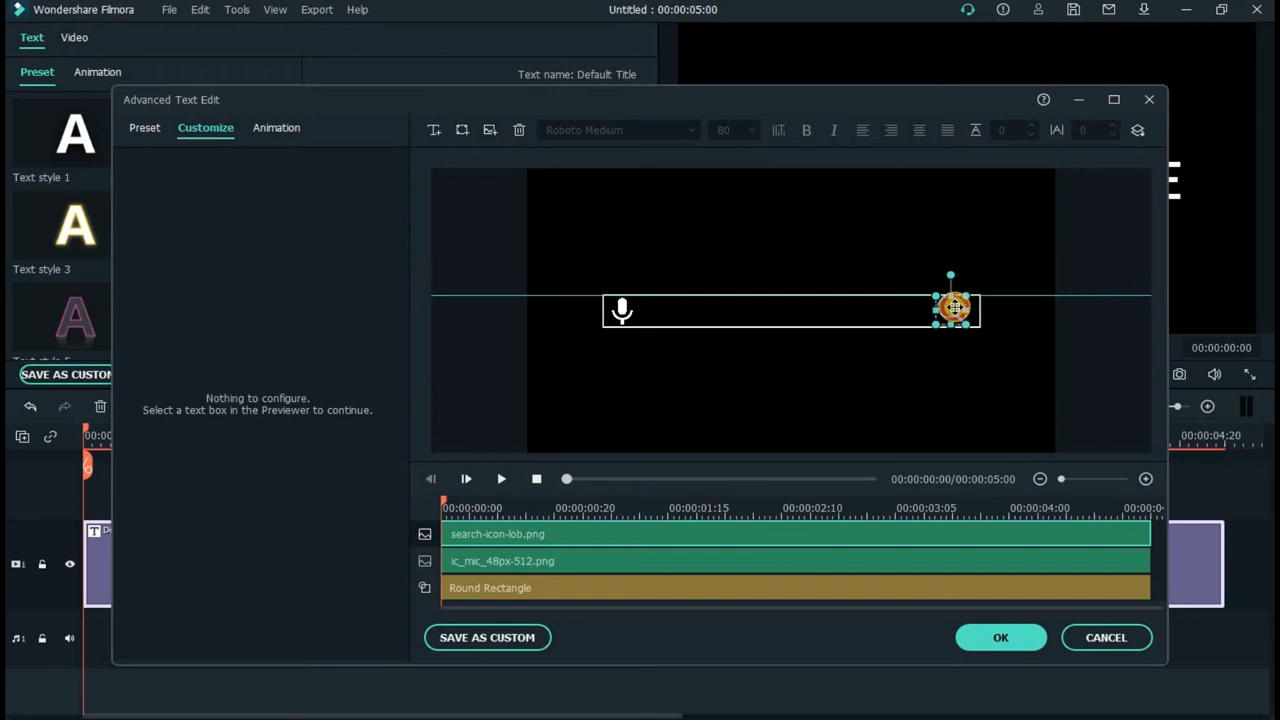 Wondershare Filmora File Edit Tools View Export Help Untitled : 00:00:05:00
Text Video
Preset Animation Text name: Default Title
Advanced Text Edit
Preset Customize Animation Roboto Medium 80 B I 0 0
A
Text style 1
A
Text style 3
A
E
Nothing to configure.
Select a text box in the Previewer to continue.
SAVE AS CUSTOM
00:00:00:00
00:00:00:00/00:00:05:00
00:00:00:00 00:00:00:20 00:00:01:15 00:00:02:10 00:00:03:05 00:00:04:00
00:00:04:20
search-icon-lob.png
ic_mic_48px-512.png
Round Rectangle
SAVE AS CUSTOM OK CANCEL